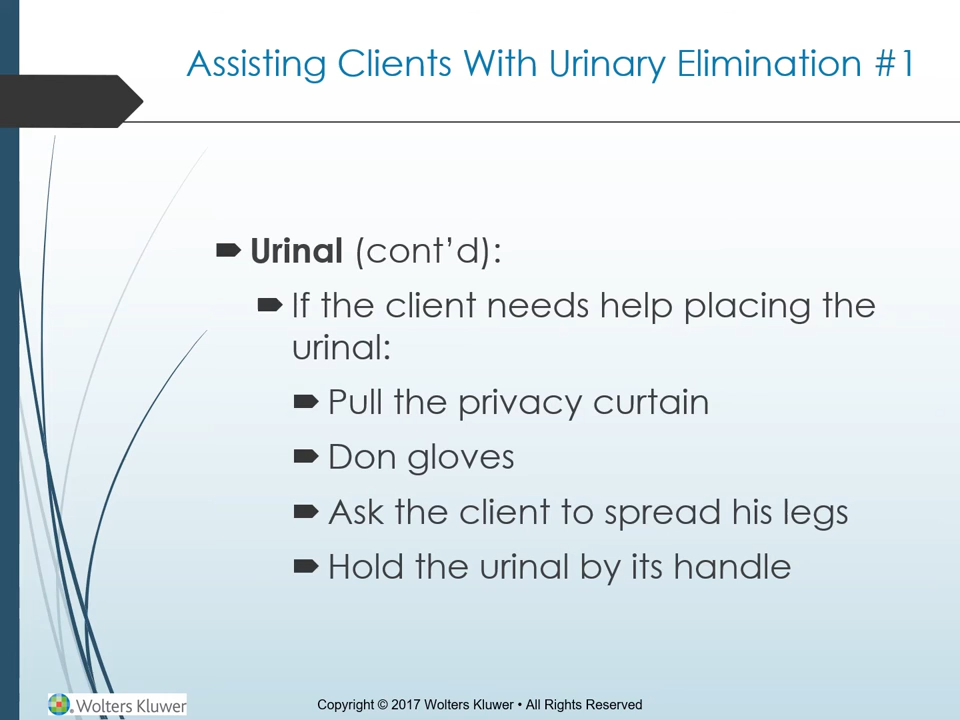 Assisting Clients With Urinary Elimination #1
Urinal (cont’d):
If the client needs help placing the
urinal:
Pull the privacy curtain
Don gloves
Ask the client to spread his legs
Hold the urinal by its handle
Wolters Kluwer
Copyright © 2017 Wolters Kluwer • All Rights Reserved